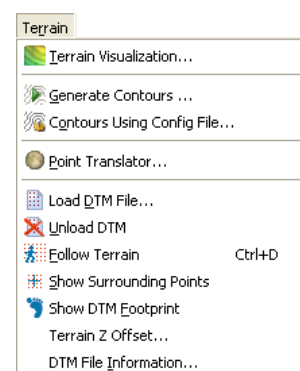 Terrain
Terrain Visualization...
Generate Contours ...
Contours Using Config File...
Point Translator...
Load DTM File...
Unload DTM
Follow Terrain Ctrl+D
Show Surrounding Points
Show DTM Footprint
Terrain Z Offset...
DTM File Information...